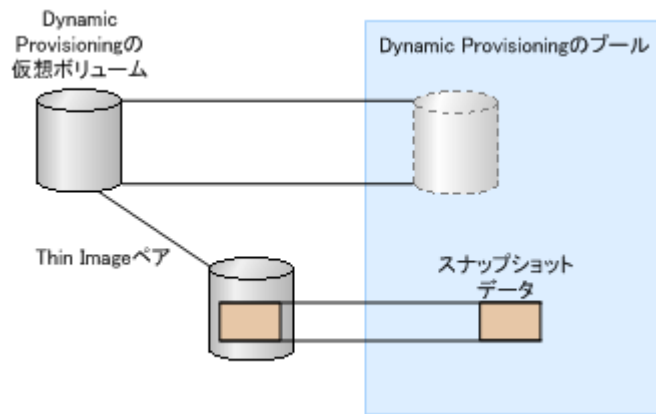 Dynamic
Provisioningの
仮想ボリューム
Dynamic Provisioningのプール
Thin Imageペア
スナップショット
データ